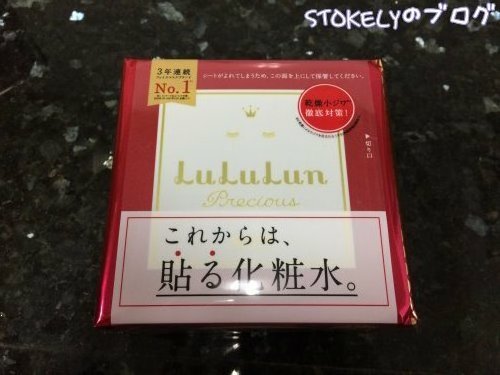 STOKELYのブログ
3年連続
No.1
シートがよれてしまうため、この面を上にして保管してください。
乾燥小ジワ*
徹底対策!
▶切り口
LuLuLun
Precious
これからは、
貼る化粧水。